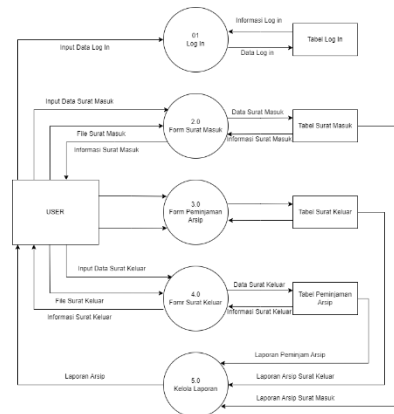 Informasi Log in
01
Log In
Tabel Log In
Input Data Log In
Data Log in
Input Data Surat Masuk
2.0
Form Surat Masuk
Data Surat Masuk
Tabel Surat Masuk
File Surat Masuk
Informasi Surat Masuk
Informasi Surat Masuk
USER
3.0
Form Peminjaman
Arsip
Tabel Surat Keluar
Input Data Surat Keluar
4.0
Form Surat Keluar
Data Surat Keluar
Tabel Peminjaman
Arsip
File Surat Keluar
Informasi Surat Keluar
Informasi Surat Keluar
Laporan Peminjam Arsip
5.0
Kelola Laporan
Laporan Arsip
Laporan Arsip Surat Keluar
Laporan Arsip Surat Masuk